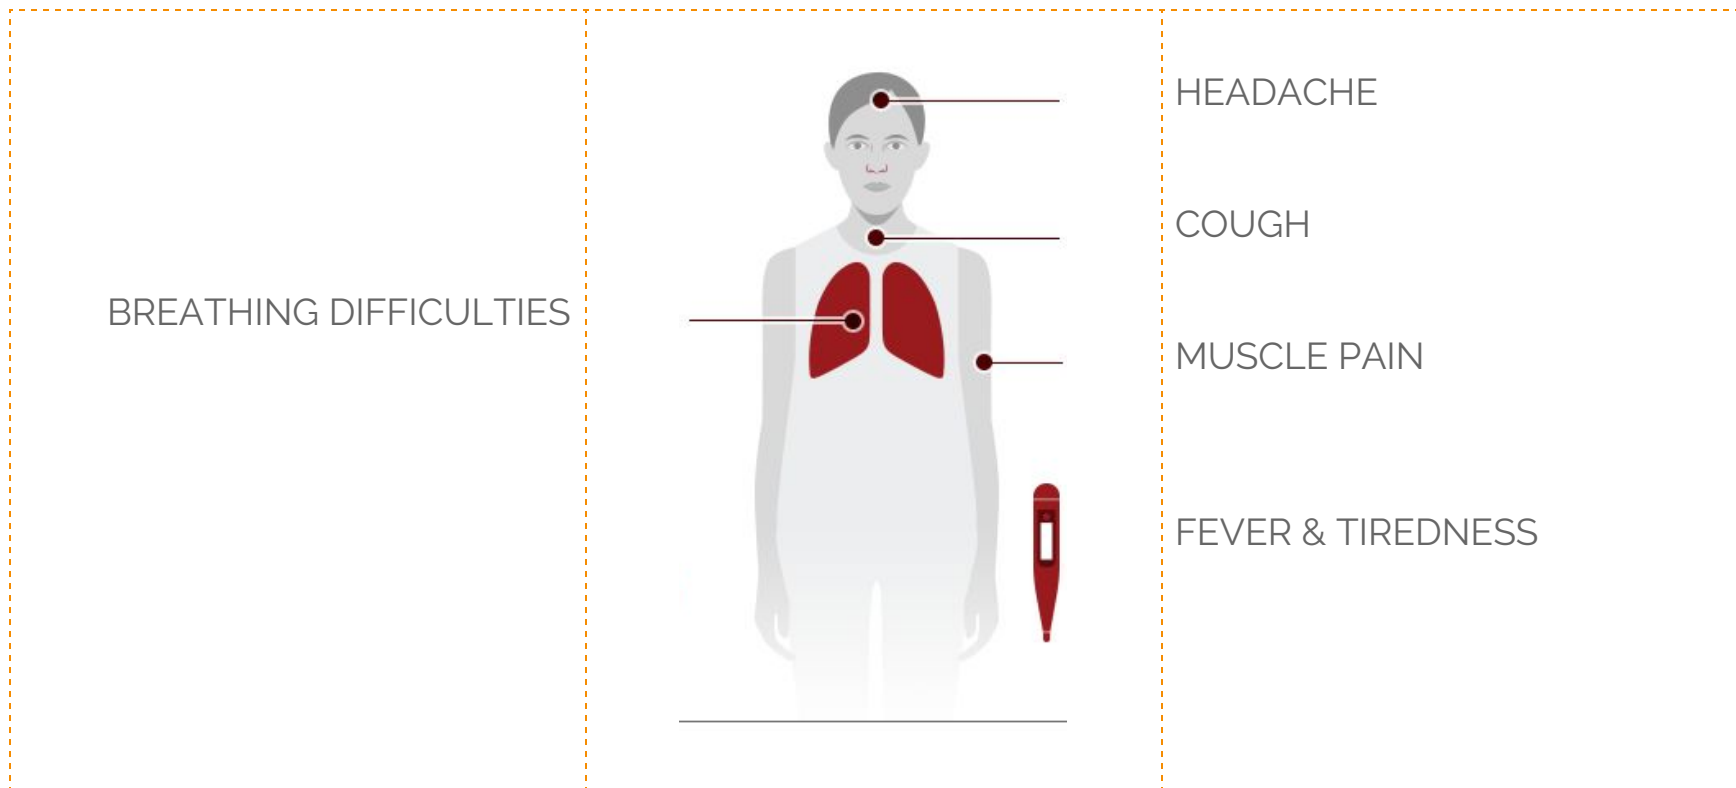 HEADACHE
COUGH
BREATHING DIFFICULTIES
MUSCLE PAIN
FEVER & TIREDNESS